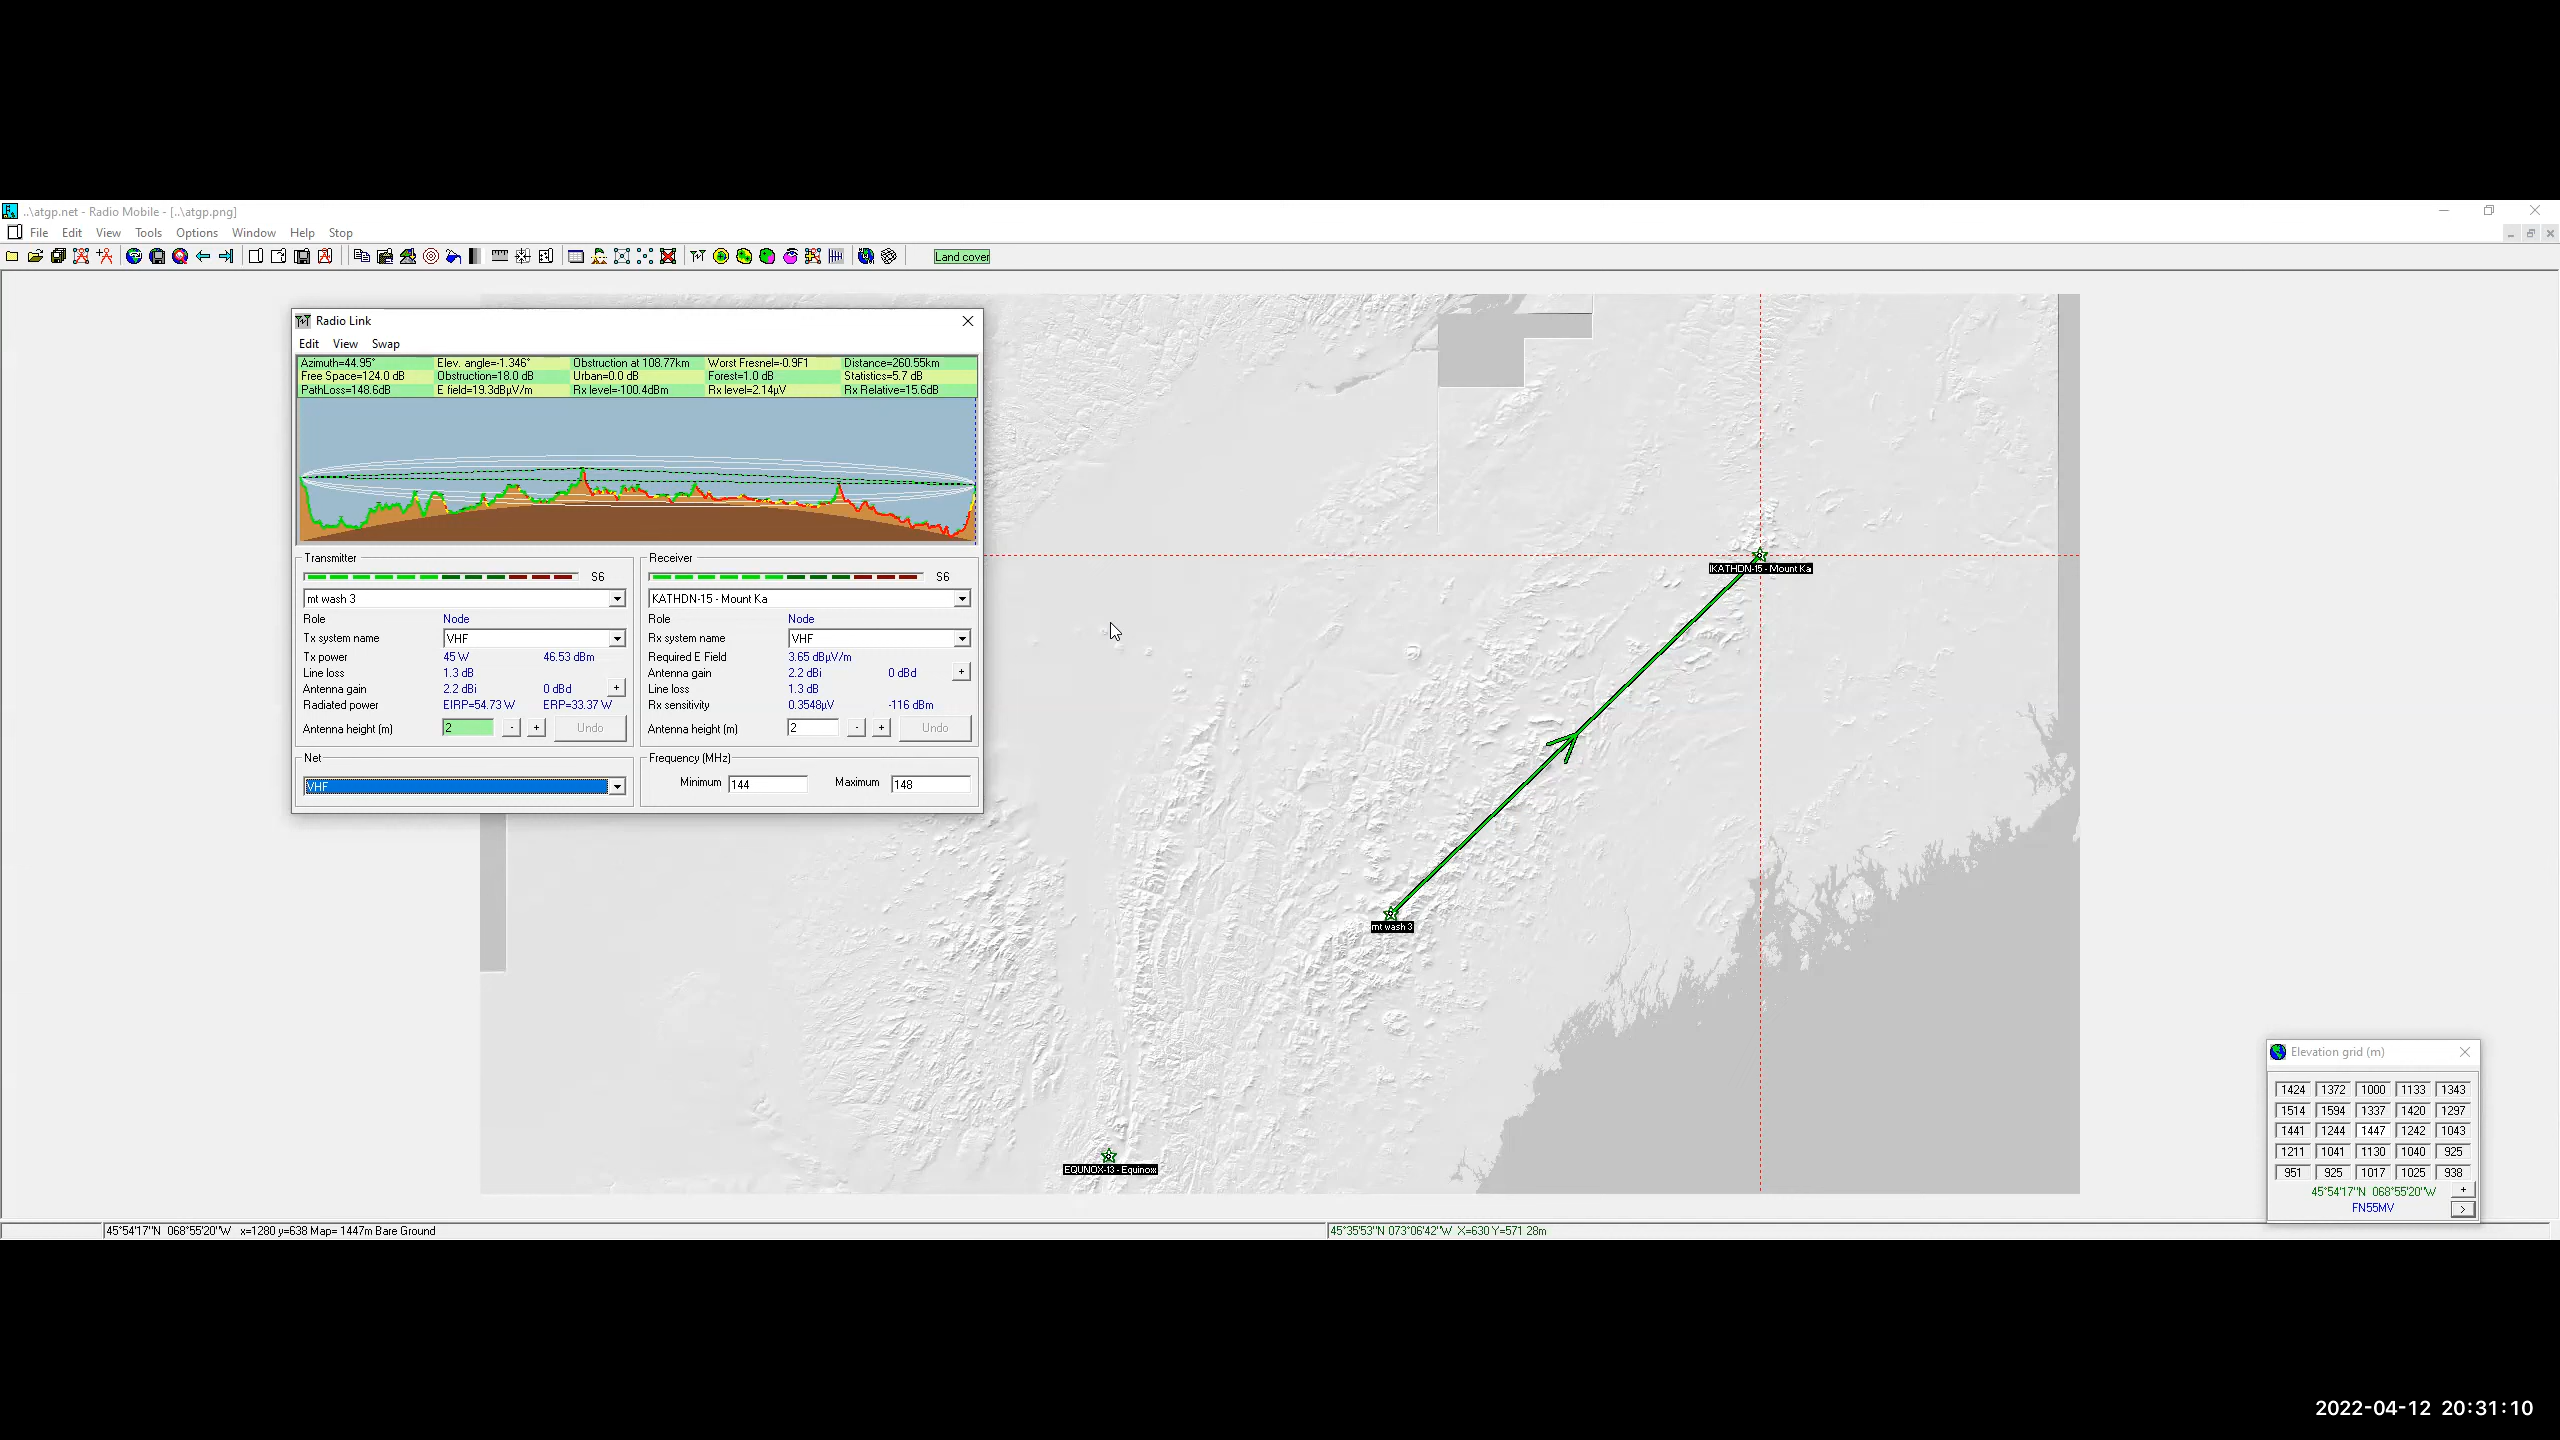 ..\atgp.net - Radio Mobile - [..\atgp.png]
File Edit View Tools Options Window Help Stop
Land cover
Radio Link
Edit View Swap
Azimuth=44.95° Elev. angle=-1.346° Obstruction at 108.77km Worst Fresnel=-0.9F1 Distance=260.55km
Free Space=124.0 dB Obstruction=18.0 dB Urban=0.0 dB Forest=1.0 dB Statistics=5.7 dB
PathLoss=148.6dB E field=19.3dBµV/m Rx level=-100.4dBm Rx level=2.14µV Rx Relative=15.6dB
Transmitter
S6
mt wash 3
Role Node
Tx system name VHF
Tx power 45 W 46.53 dBm
Line loss 1.3 dB
Antenna gain 2.2 dBi 0 dBd +
Radiated power EIRP=54.73 W ERP=33.37 W
Antenna height (m) 2 - + Undo
Net
VHF
Receiver
S6
KATHDN-15 - Mount Ka
Role Node
Rx system name VHF
Required E Field 3.65 dBµV/m
Antenna gain 2.2 dBi 0 dBd +
Line loss 1.3 dB
Rx sensitivity 0.3548µV -116 dBm
Antenna height (m) 2 - + Undo
Frequency (MHz)
Minimum 144 Maximum 148
KATHDN-15 - Mount Ka
mt wash 3
EQUNOX-13 - Equinox
Elevation grid (m)
1424 1372 1000 1133 1343
1514 1594 1337 1420 1297
1441 1244 1447 1242 1043
1211 1041 1130 1040 925
951 925 1017 1025 938
45°54'17''N 068°55'20''W +
FN55MV >
45°54'17''N 068°55'20''W x=1280 y=638 Map= 1447m Bare Ground
45°35'53''N 073°06'42''W X=630 Y=571 28m
2022-04-12 20:31:10